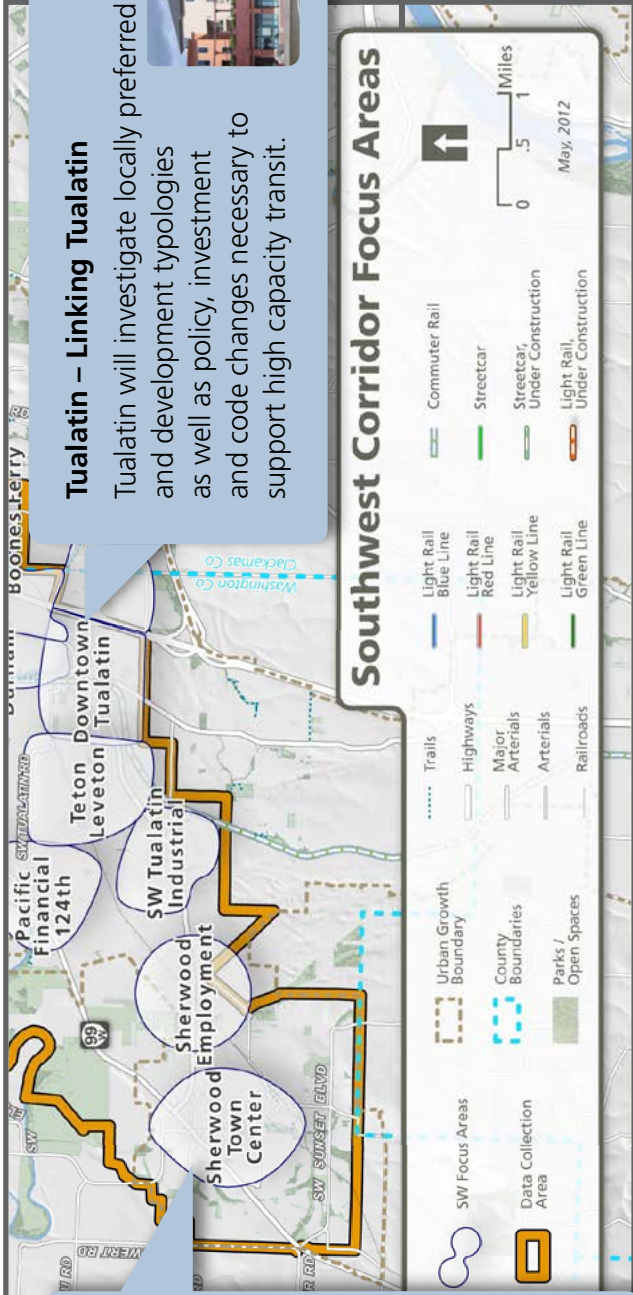 Tualatin – Linking Tualatin
Tualatin will investigate locally preferred
and development typologies
as well as policy, investment
and code changes necessary to
support high capacity transit.
Boones Ferry
Pacific
Financial
124th
SW TUALATIN RD
Teton
Leveton
Downtown
Tualatin
SW Tualatin
Industrial
Washington Co
Clackamas Co
99
W
SW
Sherwood
Employment
Sherwood
Town
Center
SW SUNSET BLVD
RD
RD
R RD
Southwest Corridor Focus Areas
SW Focus Areas
Data Collection
Area
Urban Growth
Boundary
County
Boundaries
Parks /
Open Spaces
Trails
Highways
Major
Arterials
Arterials
Railroads
Light Rail
Blue Line
Light Rail
Red Line
Light Rail
Yellow Line
Light Rail
Green Line
Commuter Rail
Streetcar
Streetcar,
Under Construction
Light Rail,
Under Construction
0 .5 1
Miles
May, 2012